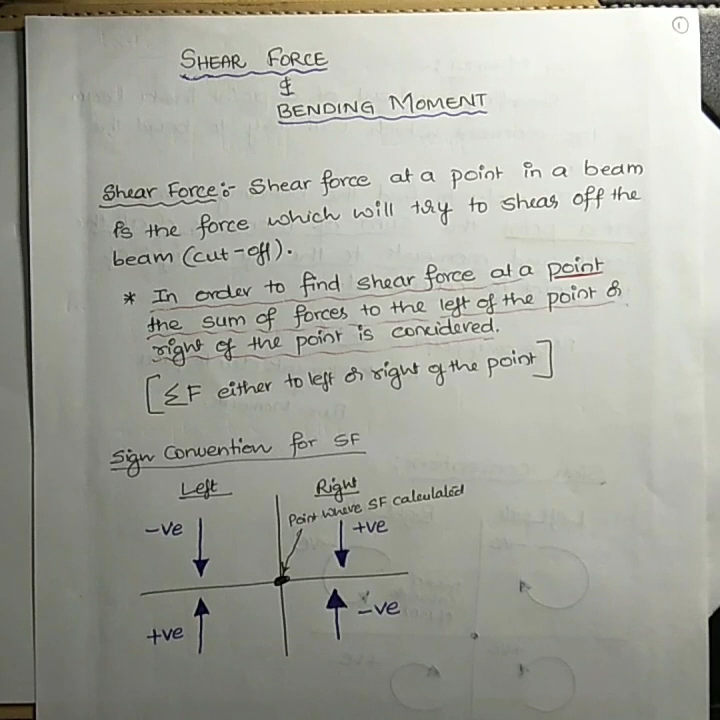 1
SHEAR FORCE
&
BENDING MOMENT
Shear Force :- Shear force at a point in a beam
is the force which will try to shear off the
beam (cut-off).
* In order to find shear force at a point
the sum of forces to the left of the point or
right of the point is considered.
[ΣF either to left or right of the point]
Sign Convention for SF
Left Right
Point where SF calculated
-ve +ve
+ve -ve